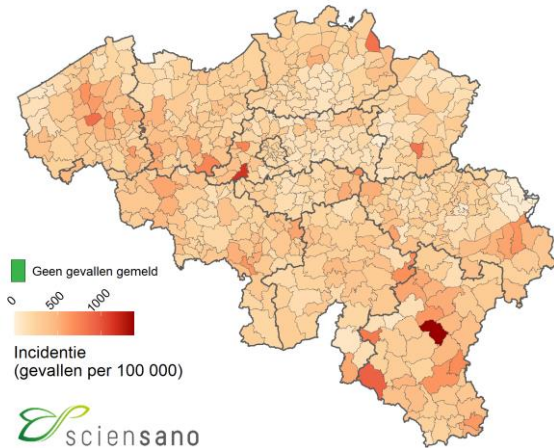 Geen gevallen gemeld
0 500 1000
Incidentie
(gevallen per 100 000)
sciensano